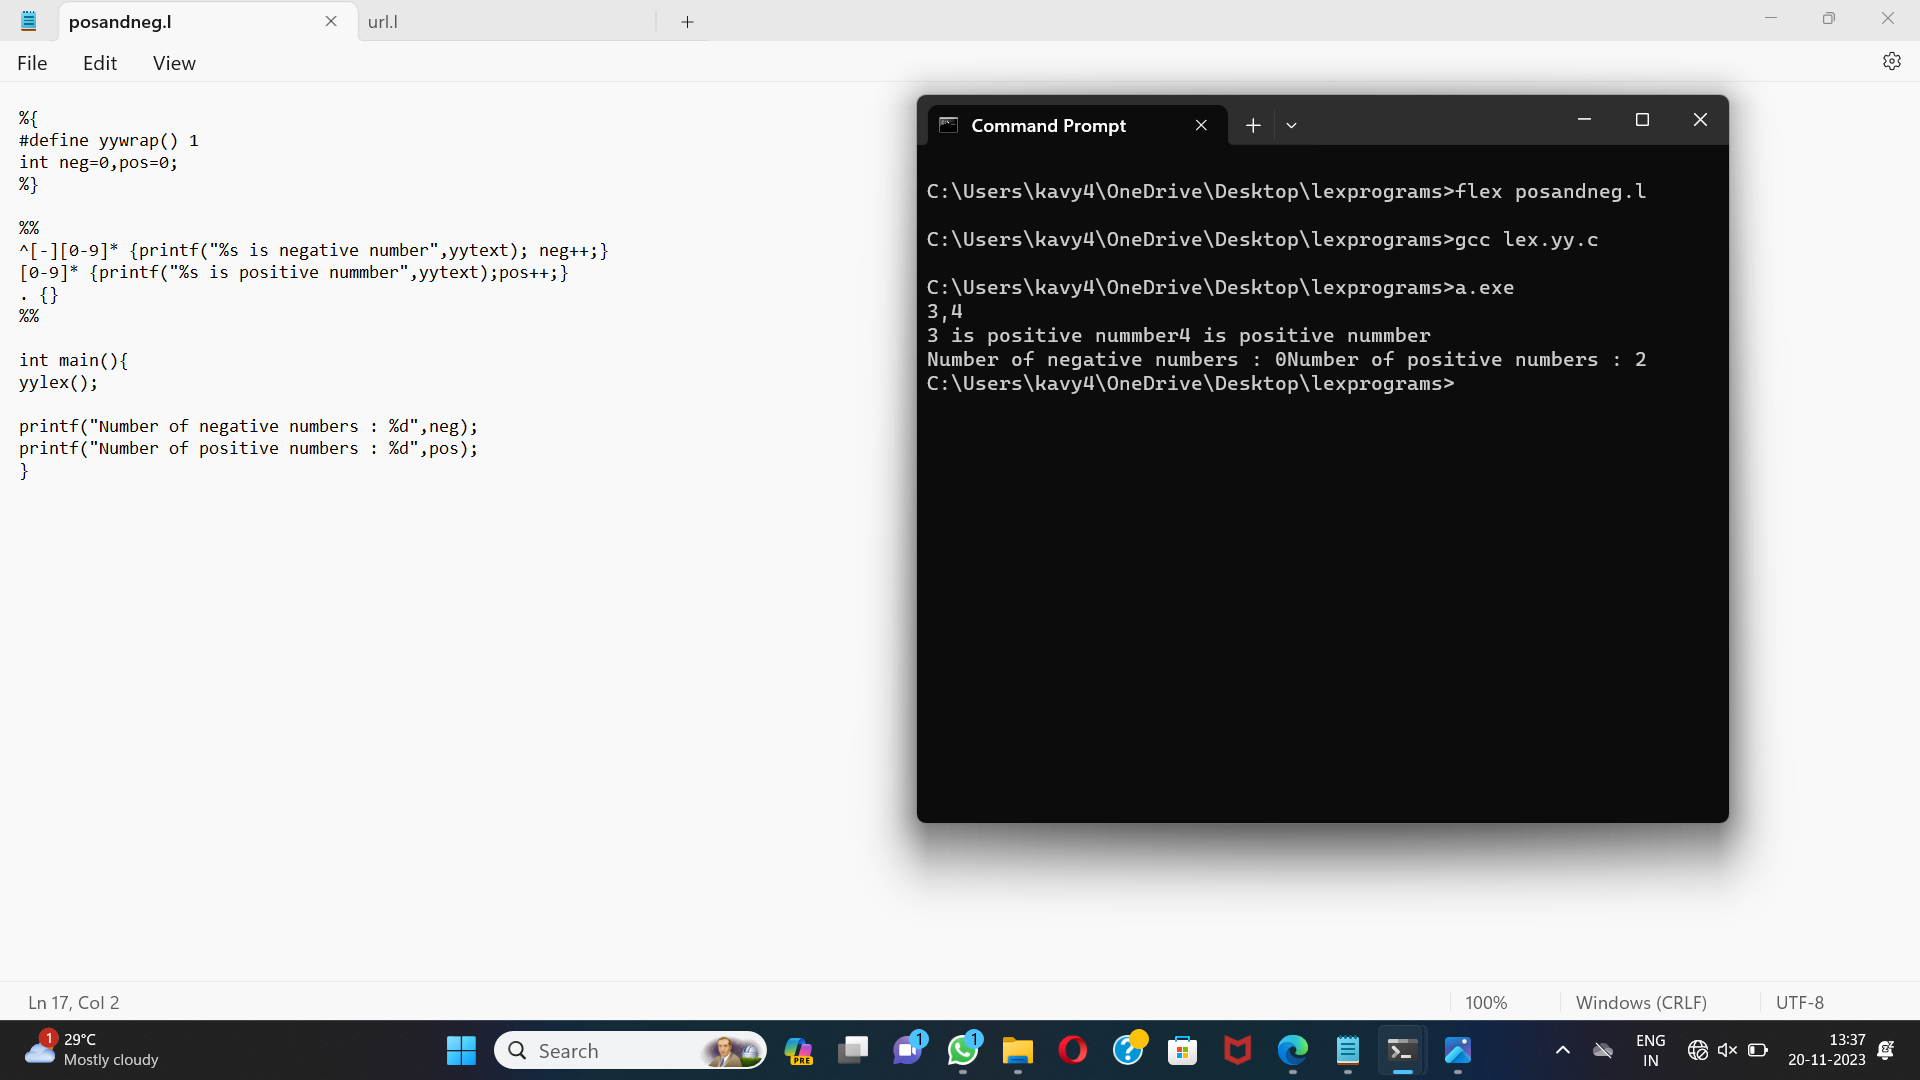 posandneg.l
url.l
File Edit View
%{
#define yywrap() 1
int neg=0,pos=0;
%}
%%
^[-][0-9]* {printf("%s is negative number",yytext); neg++;}
[0-9]* {printf("%s is positive nummber",yytext);pos++;}
. {}
%%
int main(){
yylex();
printf("Number of negative numbers : %d",neg);
printf("Number of positive numbers : %d",pos);
}
Command Prompt
C:\Users\kavy4\OneDrive\Desktop\lexprograms>flex posandneg.l
C:\Users\kavy4\OneDrive\Desktop\lexprograms>gcc lex.yy.c
C:\Users\kavy4\OneDrive\Desktop\lexprograms>a.exe
3,4
3 is positive nummber4 is positive nummber
Number of negative numbers : 0Number of positive numbers : 2
C:\Users\kavy4\OneDrive\Desktop\lexprograms>
Ln 17, Col 2
100%
Windows (CRLF)
UTF-8
1
29°C
Mostly cloudy
Search
PRE
1
1
ENG
IN
13:37
20-11-2023